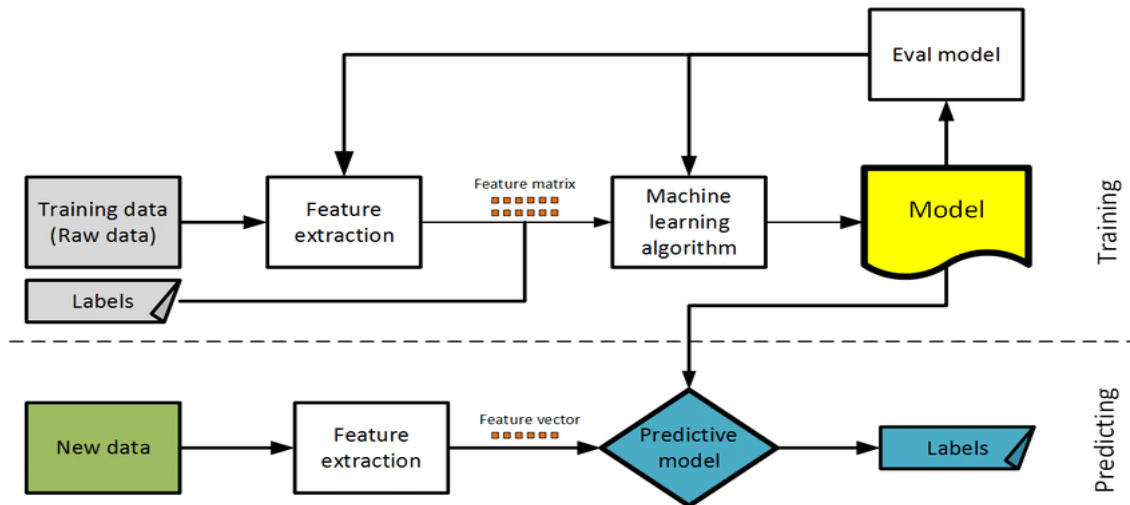 Eval model
Training data
(Raw data)
Feature
extraction
Feature matrix
Machine
learning
algorithm
Model
Training
Labels
New data
Feature
extraction
Feature vector
Predictive
model
Labels
Predicting